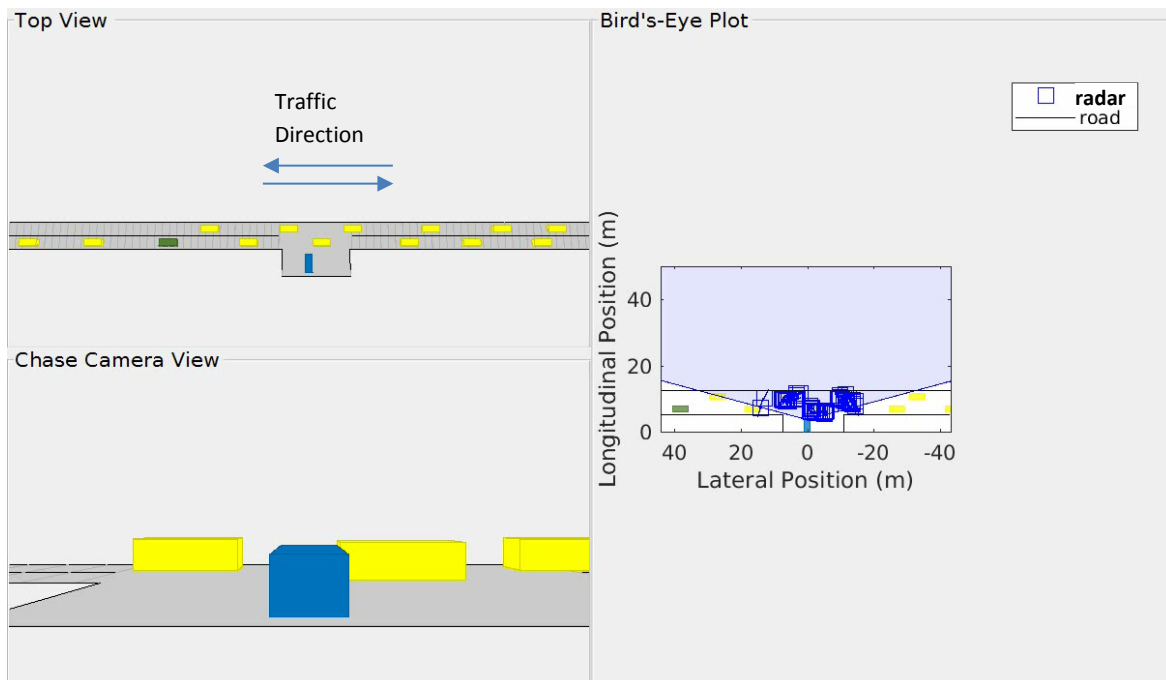 Top View
Traffic
Direction
Chase Camera View
Bird's-Eye Plot
radar
road
Longitudinal Position (m)
40
20
0
40 20 0 -20 -40
Lateral Position (m)